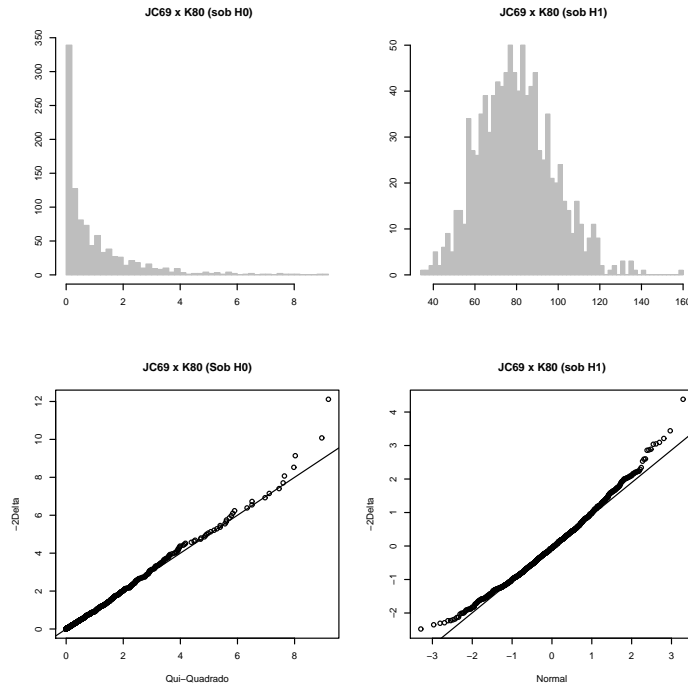 JC69 x K80 (sob H0)
350
300
250
200
150
100
50
0
0 2 4 6 8
JC69 x K80 (sob H1)
50
40
30
20
10
0
40 60 80 100 120 140 160
JC69 x K80 (Sob H0)
12
10
8
6
4
2
0
−2Delta
0 2 4 6 8
Qui−Quadrado
JC69 x K80 (sob H1)
4
3
2
1
0
−1
−2
−2Delta
−3 −2 −1 0 1 2 3
Normal